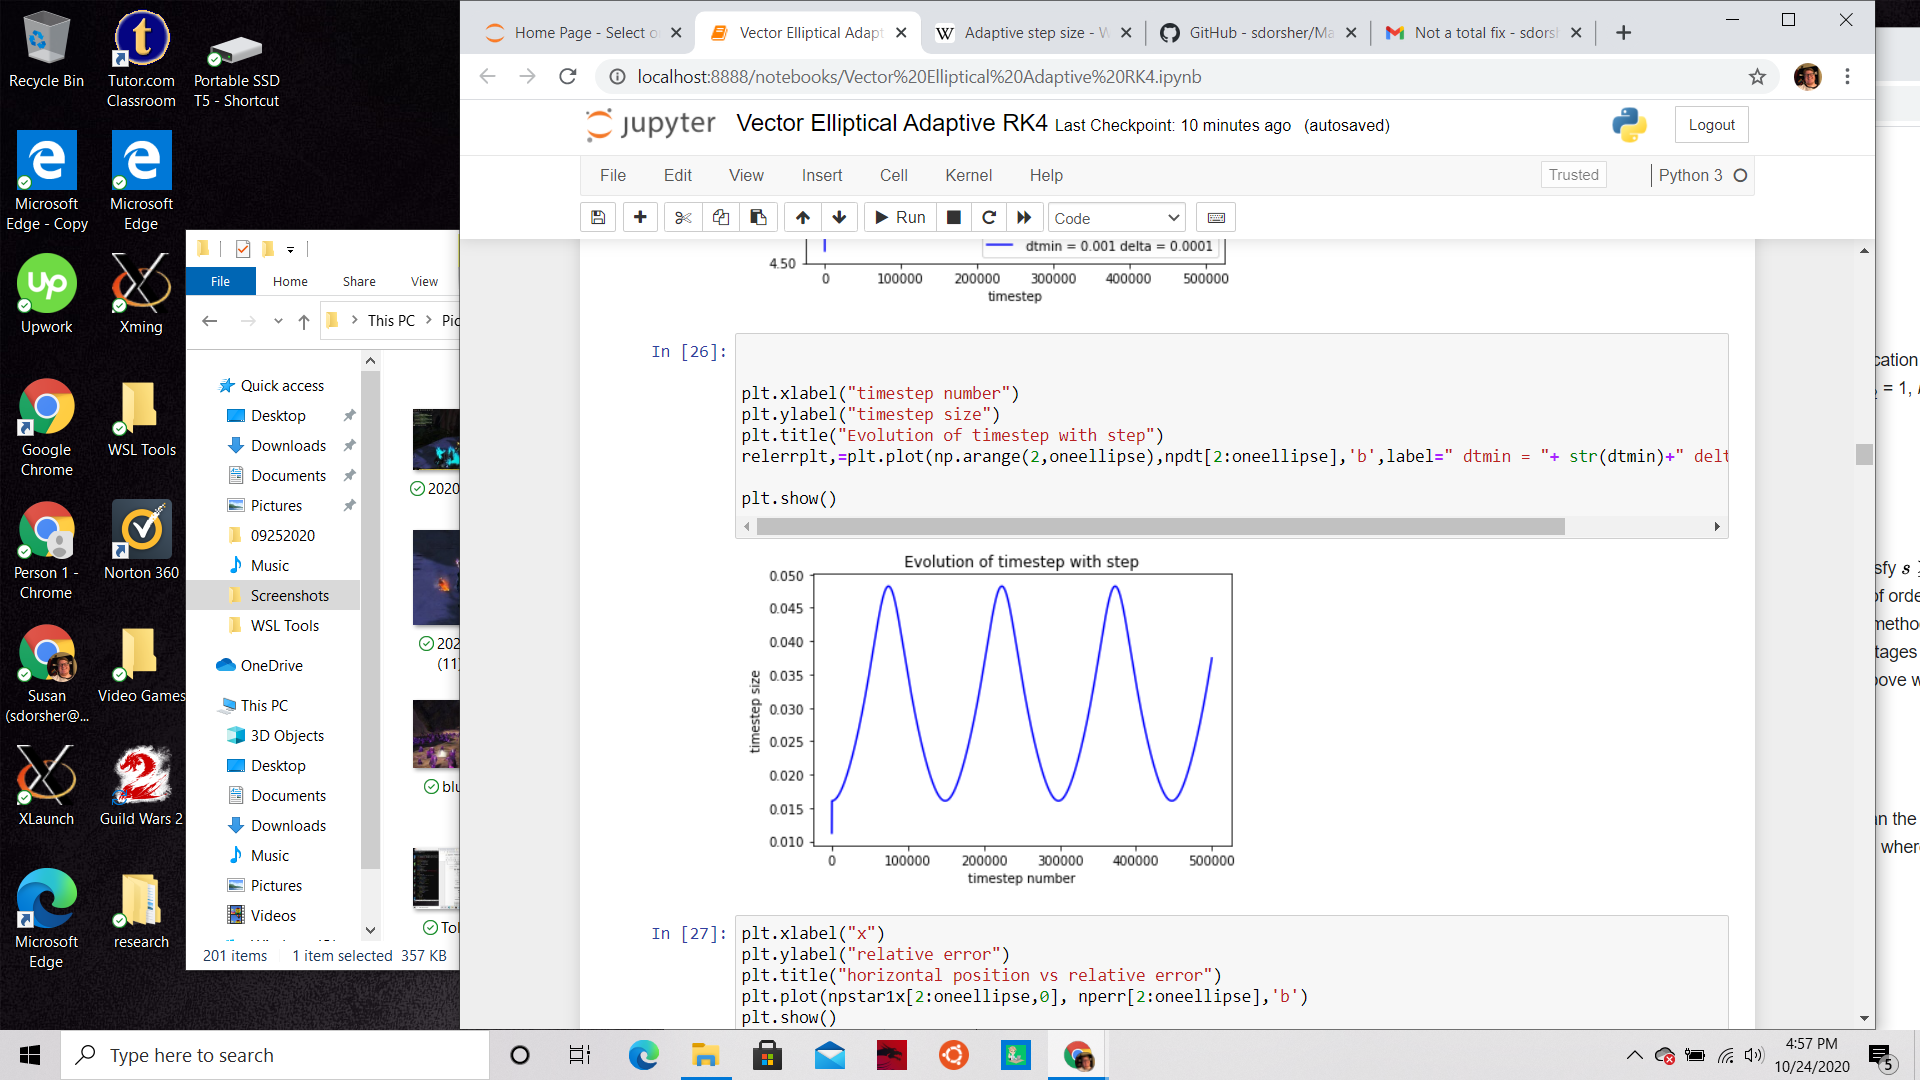 Recycle Bin
Tutor.com
Classroom
Portable SSD
T5 - Shortcut
Microsoft
Edge - Copy
Microsoft
Edge
Upwork
Xming
Google
Chrome
WSL Tools
Person 1 -
Chrome
Norton 360
Susan
(sdorsher@...
Video Games
XLaunch
Guild Wars 2
Microsoft
Edge
research
File
Home
Share
View
This PC
Quick access
Desktop
Downloads
Documents
Pictures
09252020
Music
Screenshots
WSL Tools
OneDrive
This PC
3D Objects
Desktop
Documents
Downloads
Music
Pictures
Videos
2020
202
(11)
blu
201 items 1 item selected 357 KB
Home Page - Select o
Vector Elliptical Adapt
Adaptive step size - W
GitHub - sdorsher/Ma
Not a total fix - sdors
localhost:8888/notebooks/Vector%20Elliptical%20Adaptive%20RK4.ipynb
jupyter Vector Elliptical Adaptive RK4 Last Checkpoint: 10 minutes ago (autosaved)
Logout
File Edit View Insert Cell Kernel Help
Trusted
Python 3
Run
Code
dtmin = 0.001 delta = 0.0001
4.50
0 100000 200000 300000 400000 500000
timestep
In [26]:
plt.xlabel("timestep number")
plt.ylabel("timestep size")
plt.title("Evolution of timestep with step")
relerrplt,=plt.plot(np.arange(2,oneellipse),npdt[2:oneellipse],'b',label=" dtmin = "+ str(dtmin)+" delt
plt.show()
Evolution of timestep with step
0.050
0.045
0.040
0.035
0.030
0.025
0.020
0.015
0.010
timestep size
0 100000 200000 300000 400000 500000
timestep number
In [27]:
plt.xlabel("x")
plt.ylabel("relative error")
plt.title("horizontal position vs relative error")
plt.plot(npstar1x[2:oneellipse,0], nperr[2:oneellipse],'b')
plt.show()
cation
= 1,
sfy s
of orde
metho
tages
ove w
n the
where
Type here to search
4:57 PM
10/24/2020
5